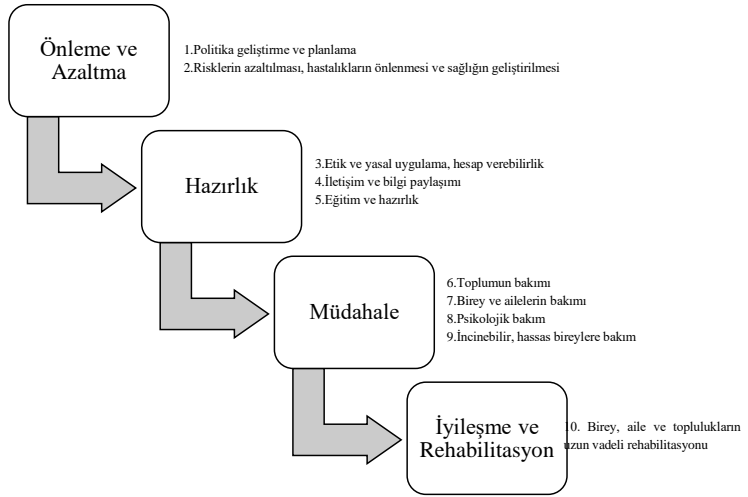 Önleme ve
Azaltma
1.Politika geliştirme ve planlama
2.Risklerin azaltılması, hastalıkların önlenmesi ve sağlığın geliştirilmesi
Hazırlık
3.Etik ve yasal uygulama, hesap verebilirlik
4.İletişim ve bilgi paylaşımı
5.Eğitim ve hazırlık
Müdahale
6.Toplumun bakımı
7.Birey ve ailelerin bakımı
8.Psikolojik bakım
9.İncinebilir, hassas bireylere bakım
İyileşme ve
Rehabilitasyon
10. Birey, aile ve toplulukların
uzun vadeli rehabilitasyonu